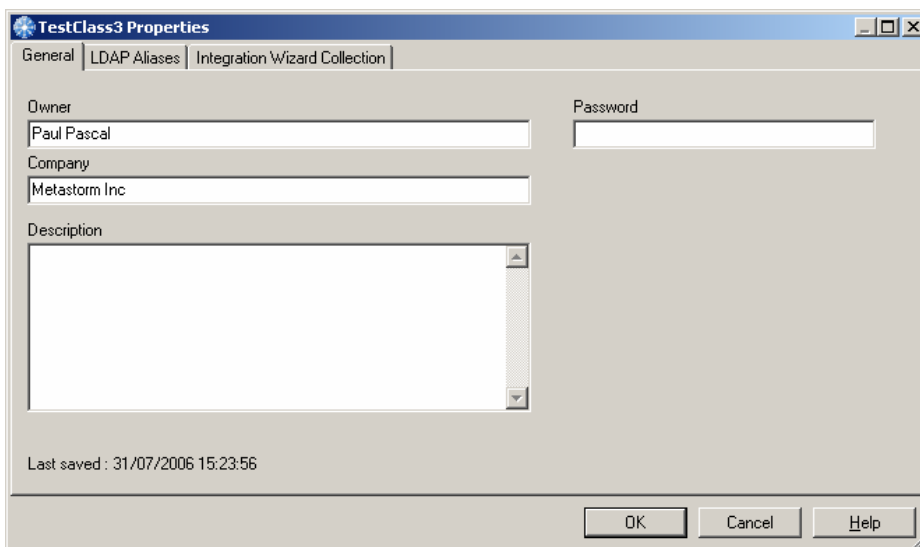 TestClass3 Properties
General LDAP Aliases Integration Wizard Collection
Owner Password
Paul Pascal
Company
Metastorm Inc
Description
Last saved : 31/07/2006 15:23:56
OK Cancel Help